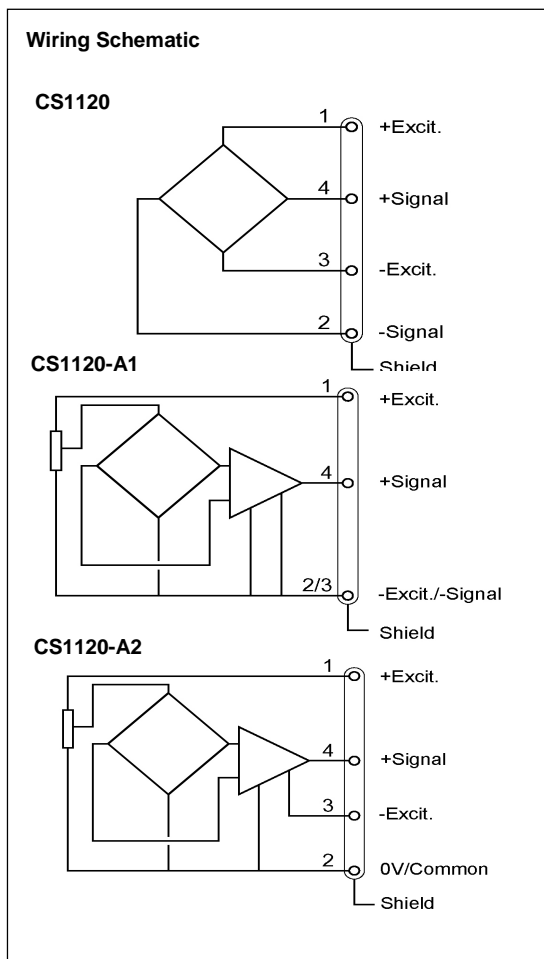 Wiring Schematic
CS1120
1 +Excit.
4 +Signal
3 -Excit.
2 -Signal
Shield
CS1120-A1
1 +Excit.
4 +Signal
2/3 -Excit./-Signal
Shield
CS1120-A2
1 +Excit.
4 +Signal
3 -Excit.
2 0V/Common
Shield